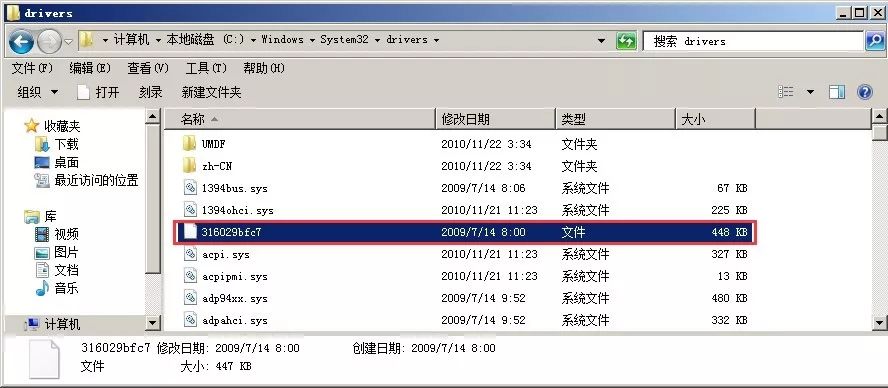 drivers
计算机 本地磁盘 (C:) Windows System32 drivers
搜索 drivers
文件(F) 编辑(E) 查看(V) 工具(T) 帮助(H)
组织 打开 刻录 新建文件夹
收藏夹
下载
桌面
最近访问的位置
库
视频
图片
文档
音乐
计算机
名称 修改日期 类型 大小
UMDF 2010/11/22 3:34 文件夹
zh-CN 2010/11/22 3:34 文件夹
1394bus.sys 2009/7/14 8:06 系统文件 67 KB
1394ohci.sys 2010/11/21 11:23 系统文件 225 KB
316029bfc7 2009/7/14 8:00 文件 448 KB
acpi.sys 2010/11/21 11:23 系统文件 327 KB
acpipmi.sys 2010/11/21 11:23 系统文件 13 KB
adp94xx.sys 2009/7/14 9:52 系统文件 480 KB
adpahci.sys 2009/7/14 9:52 系统文件 332 KB
316029bfc7 修改日期: 2009/7/14 8:00 创建日期: 2009/7/14 8:00
文件 大小: 447 KB